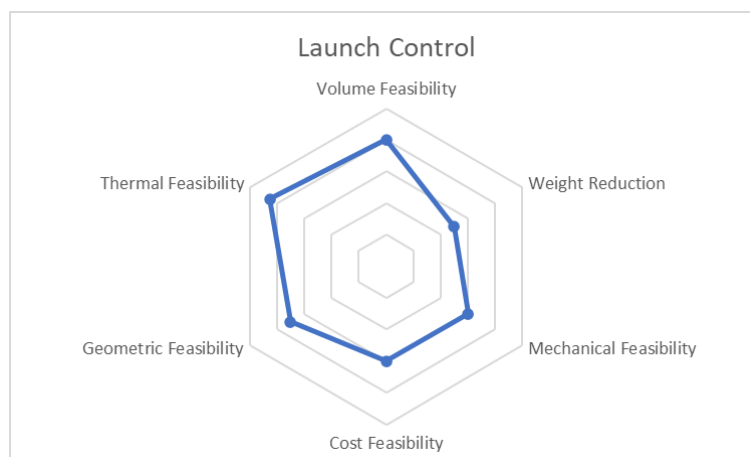 Launch Control
Volume Feasibility
Thermal Feasibility
Weight Reduction
Geometric Feasibility
Mechanical Feasibility
Cost Feasibility